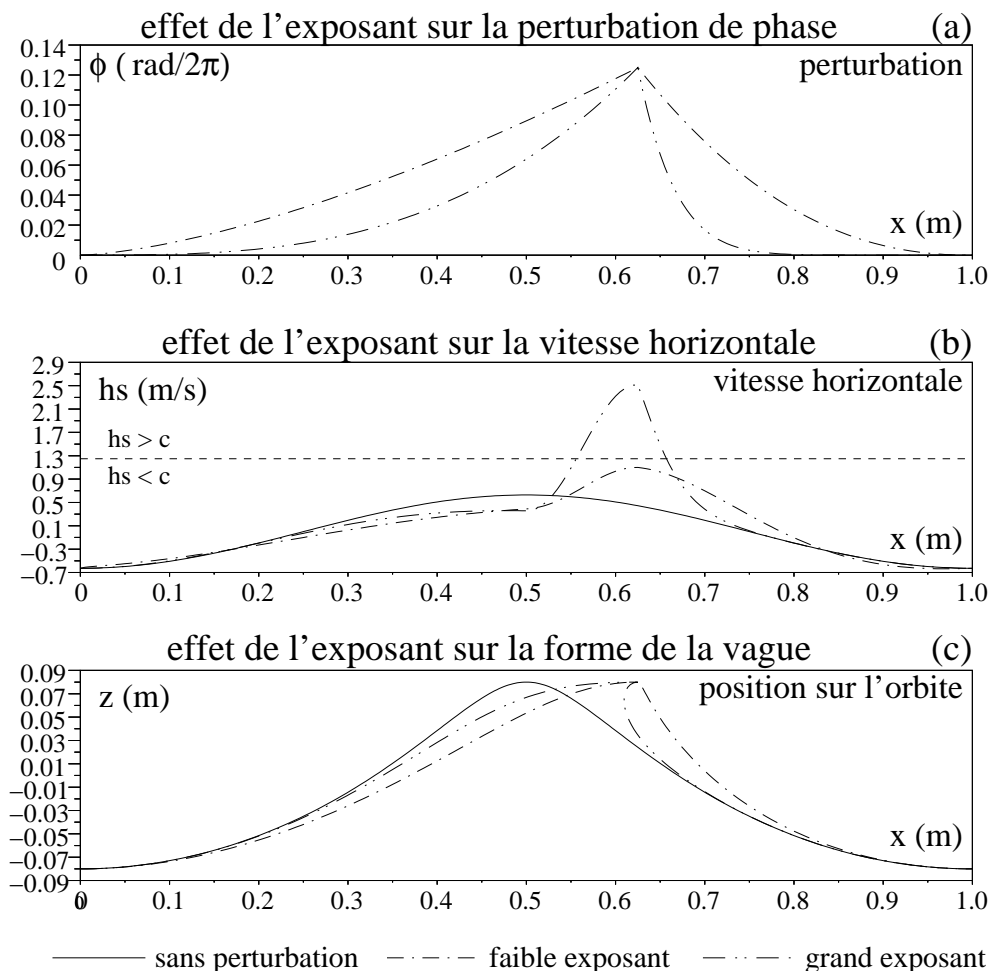 effet de l'exposant sur la perturbation de phase (a)
0.14
0.12
0.10
0.08
0.06
0.04
0.02
0
ϕ ( rad/2π)
perturbation
x (m)
0 0.1 0.2 0.3 0.4 0.5 0.6 0.7 0.8 0.9 1.0
effet de l'exposant sur la vitesse horizontale (b)
2.9
2.5
2.1
1.7
1.3
0.9
0.5
0.1
−0.3
−0.7
hs (m/s)
vitesse horizontale
hs > c
hs < c
x (m)
0 0.1 0.2 0.3 0.4 0.5 0.6 0.7 0.8 0.9 1.0
effet de l'exposant sur la forme de la vague (c)
0.09
0.07
0.05
0.03
0.01
−0.01
−0.03
−0.05
−0.07
−0.09
z (m)
position sur l'orbite
x (m)
0 0.1 0.2 0.3 0.4 0.5 0.6 0.7 0.8 0.9 1.0
sans perturbation faible exposant grand exposant